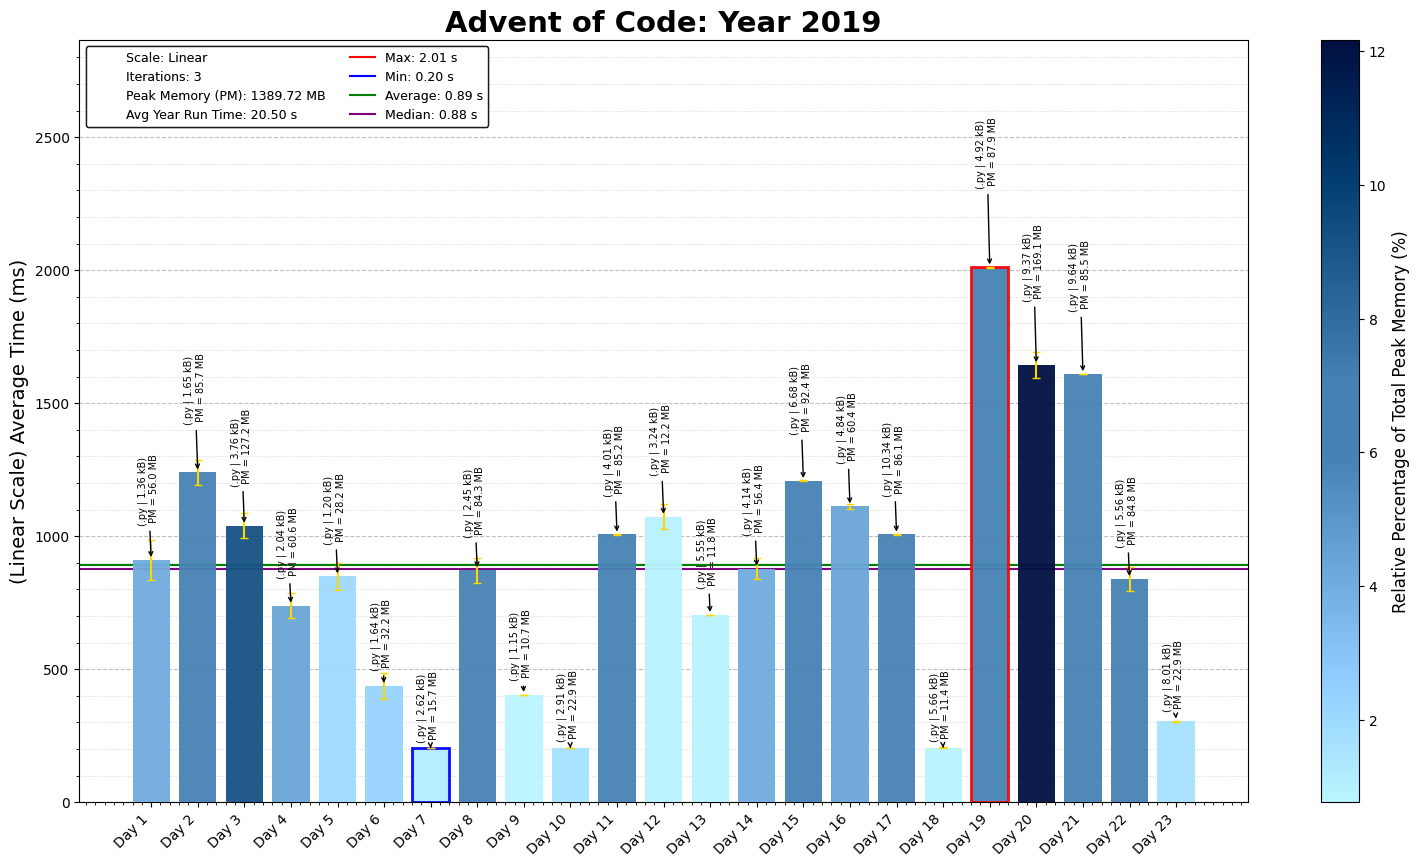 Advent of Code: Year 2019
Scale: Linear
Iterations: 3
Peak Memory (PM): 1389.72 MB
Avg Year Run Time: 20.50 s
Max: 2.01 s
Min: 0.20 s
Average: 0.89 s
Median: 0.88 s
(Linear Scale) Average Time (ms)
2500
2000
1500
1000
500
0
(.py | 1.36 kB)
PM = 56.0 MB
(.py | 1.65 kB)
PM = 85.7 MB
(.py | 3.76 kB)
PM = 127.2 MB
(.py | 2.04 kB)
PM = 60.6 MB
(.py | 1.20 kB)
PM = 28.2 MB
(.py | 1.64 kB)
PM = 32.2 MB
(.py | 2.62 kB)
PM = 15.7 MB
(.py | 2.45 kB)
PM = 84.3 MB
(.py | 1.15 kB)
PM = 10.7 MB
(.py | 2.91 kB)
PM = 22.9 MB
(.py | 4.01 kB)
PM = 85.2 MB
(.py | 3.24 kB)
PM = 12.2 MB
(.py | 5.55 kB)
PM = 11.8 MB
(.py | 4.14 kB)
PM = 56.4 MB
(.py | 6.68 kB)
PM = 92.4 MB
(.py | 4.84 kB)
PM = 60.4 MB
(.py | 10.34 kB)
PM = 86.1 MB
(.py | 5.66 kB)
PM = 11.4 MB
(.py | 4.92 kB)
PM = 87.9 MB
(.py | 9.37 kB)
PM = 169.1 MB
(.py | 9.64 kB)
PM = 85.5 MB
(.py | 5.56 kB)
PM = 84.8 MB
(.py | 8.01 kB)
PM = 22.9 MB
Day 1
Day 2
Day 3
Day 4
Day 5
Day 6
Day 7
Day 8
Day 9
Day 10
Day 11
Day 12
Day 13
Day 14
Day 15
Day 16
Day 17
Day 18
Day 19
Day 20
Day 21
Day 22
Day 23
12
10
8
6
4
2
Relative Percentage of Total Peak Memory (%)